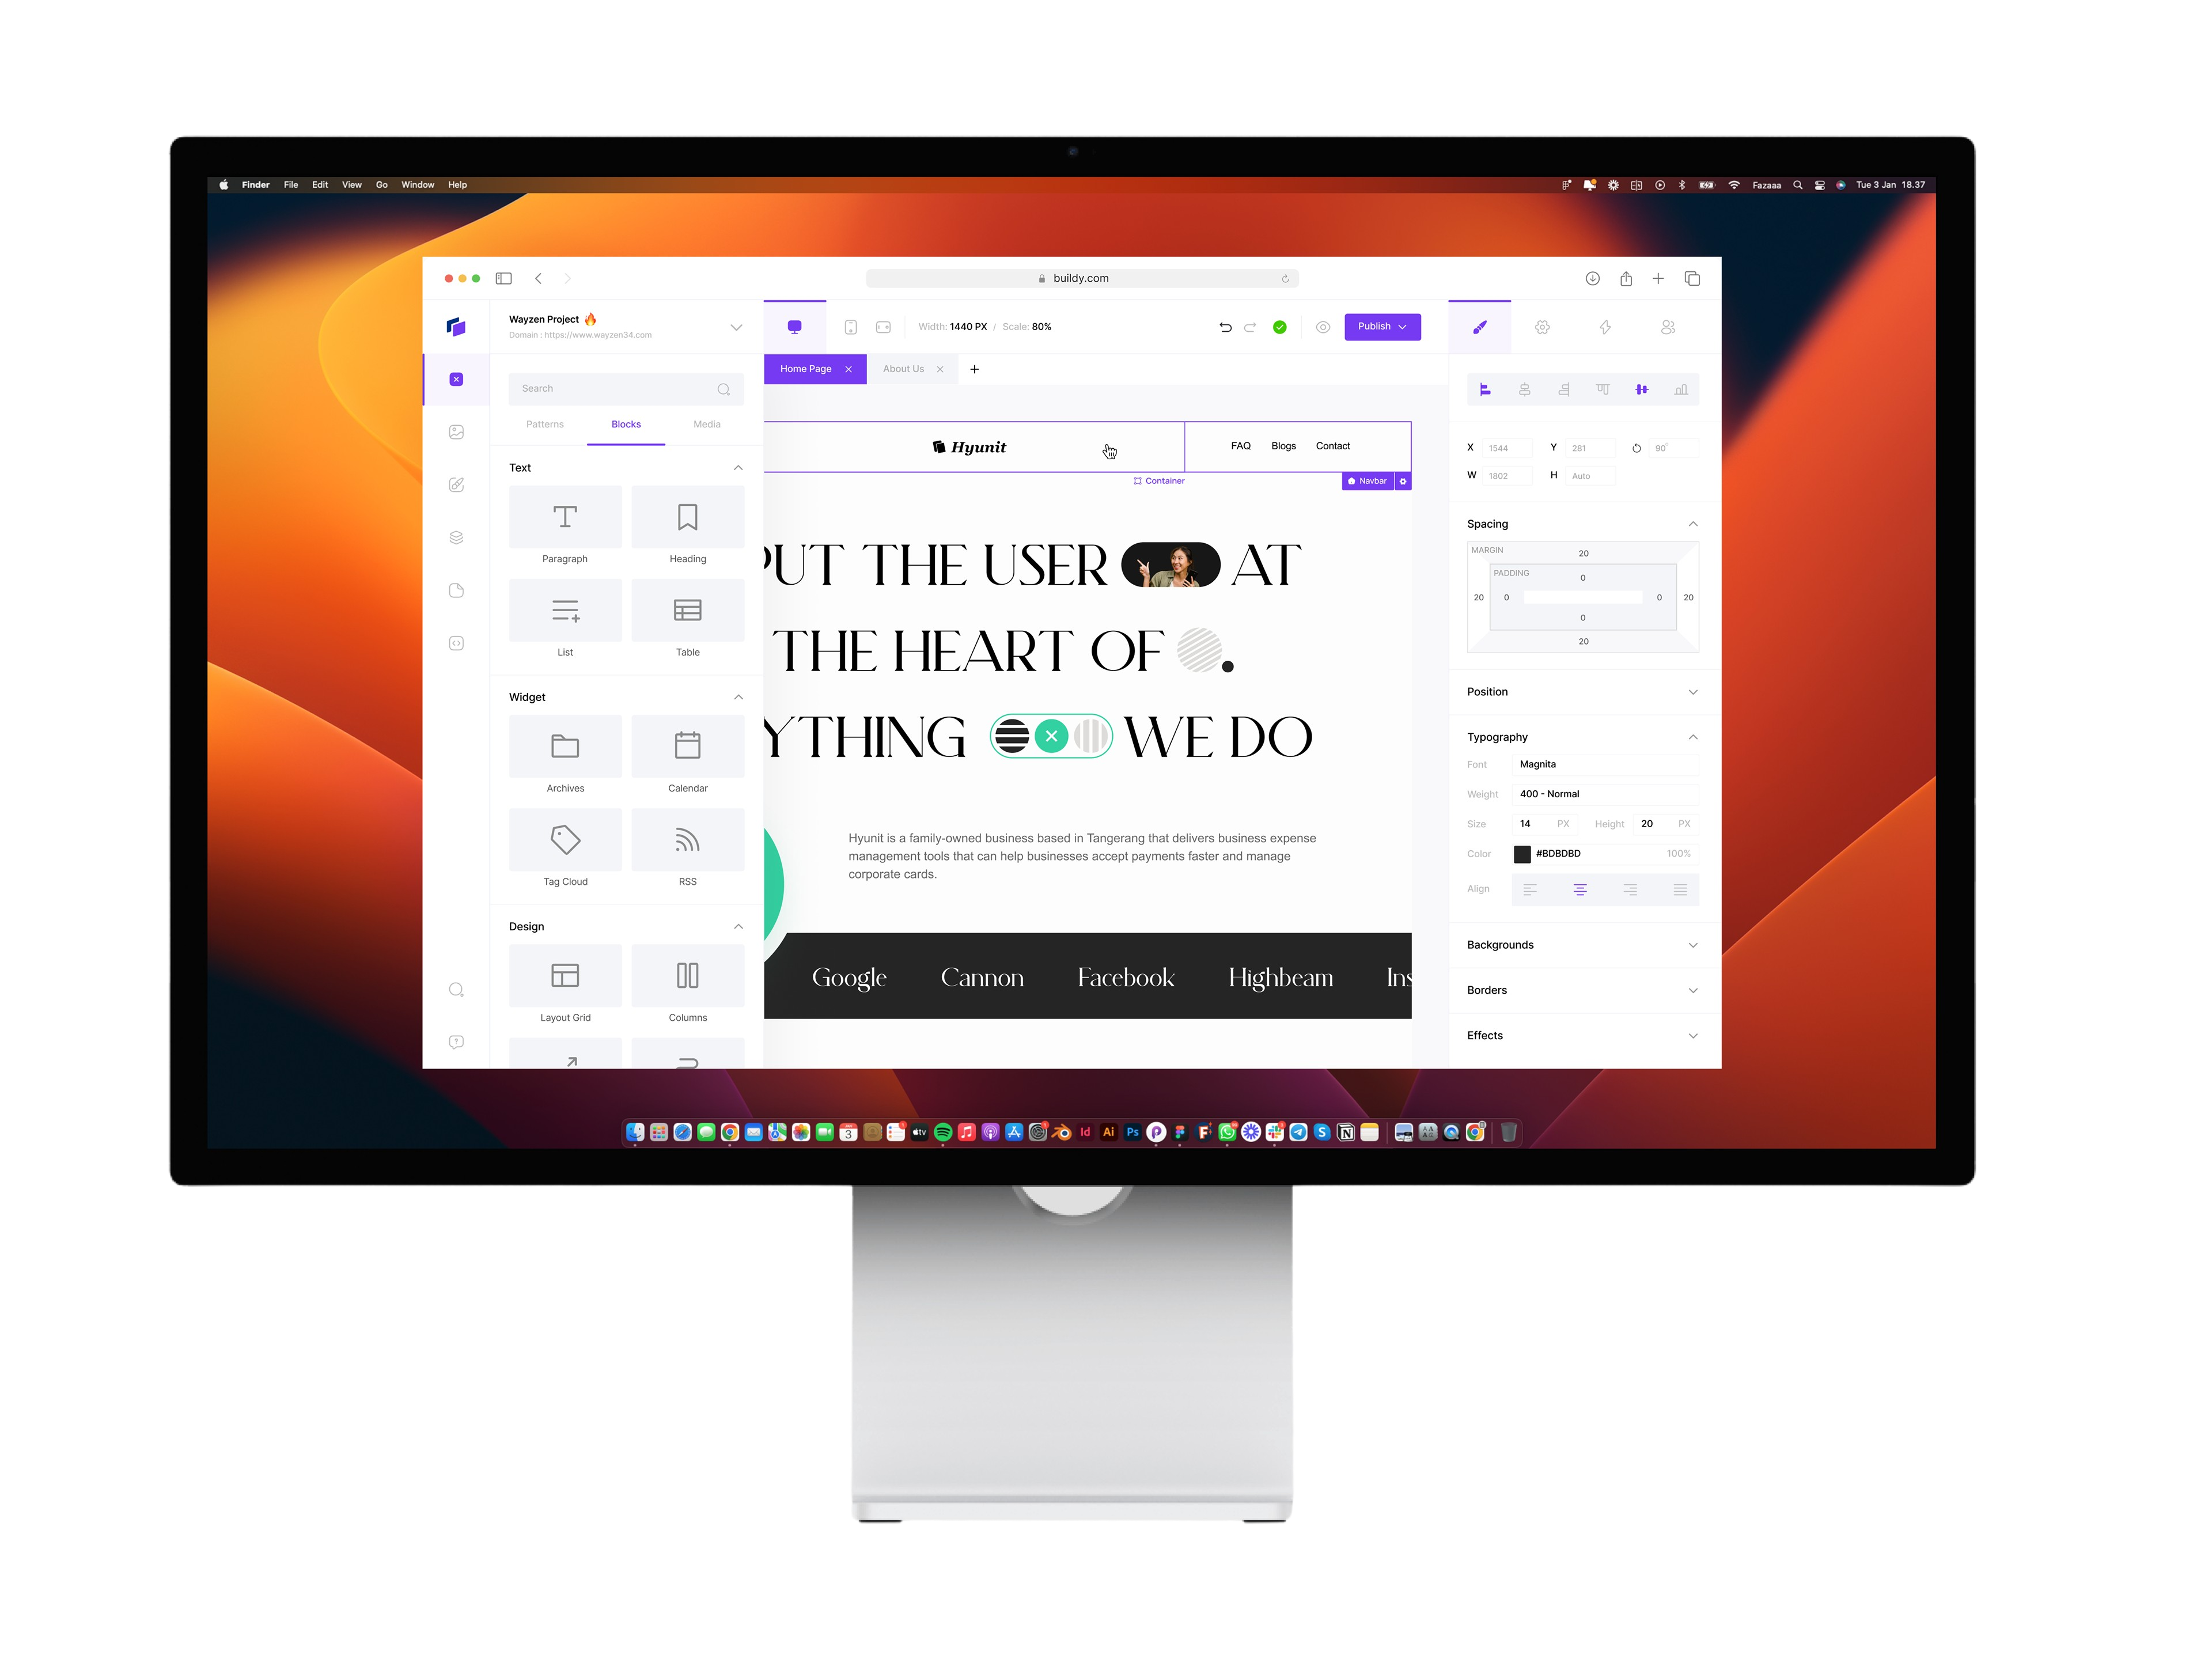 Finder File Edit View Go Window Help
Fazaaa Tue 3 Jan 18.37
buildy.com
Wayzen Project
Domain : https://www.wayzen34.com
Width: 1440 PX / Scale: 80%
Publish
Home Page
About Us
Search
Patterns Blocks Media
Text
Paragraph Heading
List Table
Widget
Archives Calendar
Tag Cloud RSS
Design
Layout Grid Columns
Hyunit
FAQ Blogs Contact
Container
Navbar
PUT THE USER AT
THE HEART OF
YTHING WE DO
Hyunit is a family-owned business based in Tangerang that delivers business expense
management tools that can help businesses accept payments faster and manage
corporate cards.
Google Cannon Facebook Highbeam Ins
X 1544 Y 281 90°
W 1802 H Auto
Spacing
MARGIN
20
PADDING
0
20 0 0 20
0
20
Position
Typography
Font Magnita
Weight 400 - Normal
Size 14 PX Height 20 PX
Color #BDBDBD 100%
Align
Backgrounds
Borders
Effects
3 tv Id Ai Ps